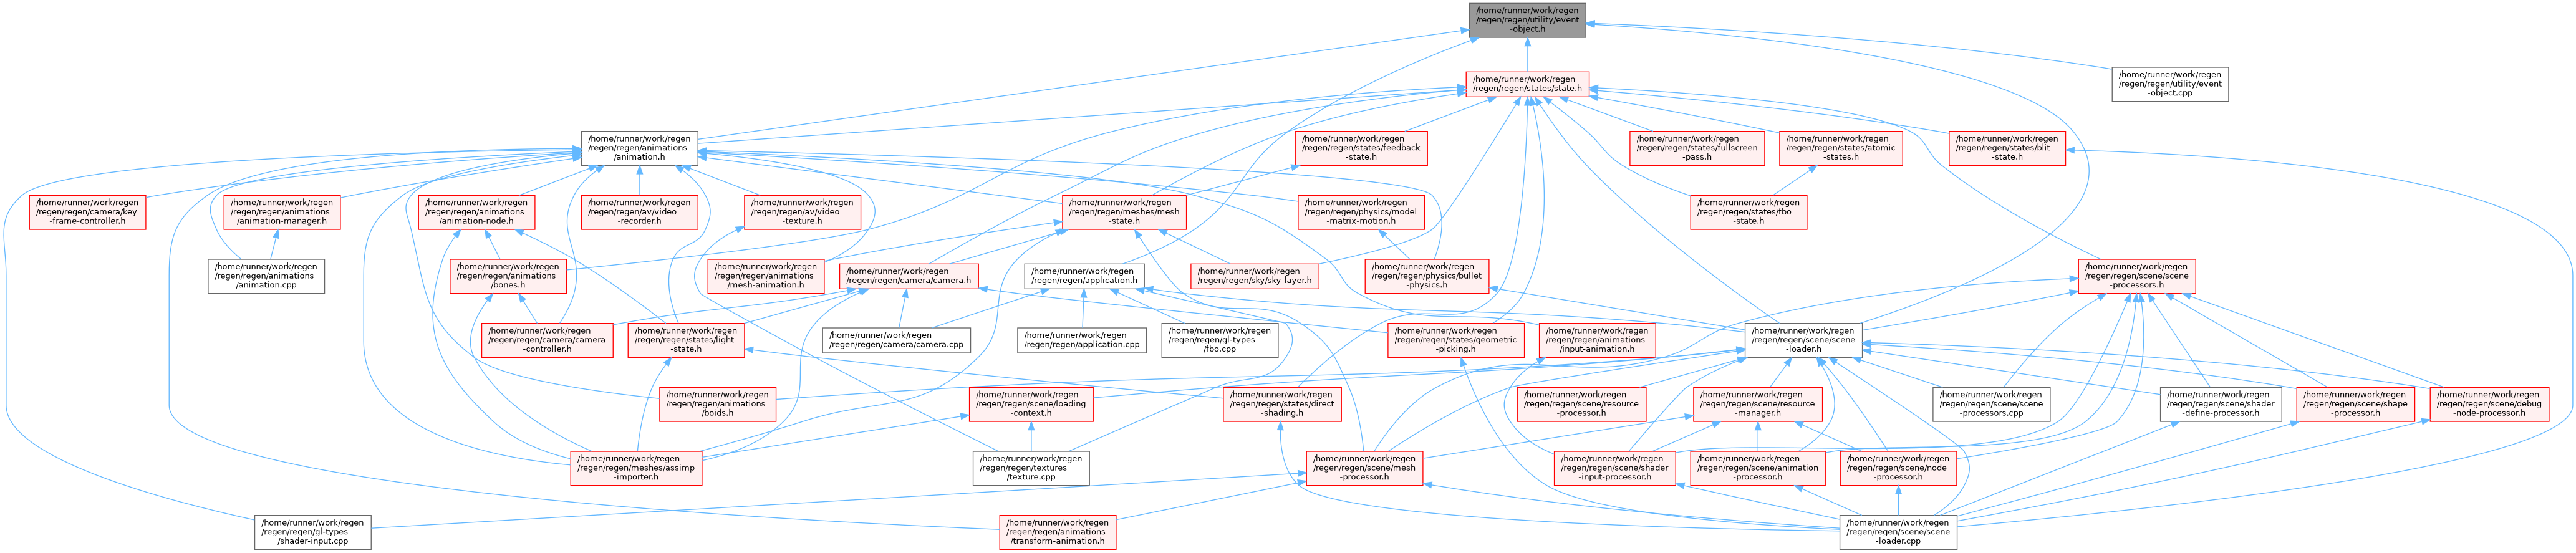 /home/runner/work/regen
/regen/regen/utility/event
-object.h
/home/runner/work/regen
/regen/regen/states/state.h
/home/runner/work/regen
/regen/regen/utility/event
-object.cpp
/home/runner/work/regen
/regen/regen/animations
/animation.h
/home/runner/work/regen
/regen/regen/states/feedback
-state.h
/home/runner/work/regen
/regen/regen/states/fullscreen
-pass.h
/home/runner/work/regen
/regen/regen/states/atomic
-states.h
/home/runner/work/regen
/regen/regen/states/blit
-state.h
/home/runner/work/regen
/regen/regen/camera/key
-frame-controller.h
/home/runner/work/regen
/regen/regen/animations
/animation-manager.h
/home/runner/work/regen
/regen/regen/animations
/animation-node.h
/home/runner/work/regen
/regen/regen/av/video
-recorder.h
/home/runner/work/regen
/regen/regen/av/video
-texture.h
/home/runner/work/regen
/regen/regen/meshes/mesh
-state.h
/home/runner/work/regen
/regen/regen/physics/model
-matrix-motion.h
/home/runner/work/regen
/regen/regen/states/fbo
-state.h
/home/runner/work/regen
/regen/regen/animations
/animation.cpp
/home/runner/work/regen
/regen/regen/animations
/bones.h
/home/runner/work/regen
/regen/regen/animations
/mesh-animation.h
/home/runner/work/regen
/regen/regen/camera/camera.h
/home/runner/work/regen
/regen/regen/application.h
/home/runner/work/regen
/regen/regen/sky/sky-layer.h
/home/runner/work/regen
/regen/regen/physics/bullet
-physics.h
/home/runner/work/regen
/regen/regen/scene/scene
-processors.h
/home/runner/work/regen
/regen/regen/camera/camera
-controller.h
/home/runner/work/regen
/regen/regen/states/light
-state.h
/home/runner/work/regen
/regen/regen/camera/camera.cpp
/home/runner/work/regen
/regen/regen/application.cpp
/home/runner/work/regen
/regen/regen/gl-types
/fbo.cpp
/home/runner/work/regen
/regen/regen/states/geometric
-picking.h
/home/runner/work/regen
/regen/regen/animations
/input-animation.h
/home/runner/work/regen
/regen/regen/scene/scene
-loader.h
/home/runner/work/regen
/regen/regen/animations
/boids.h
/home/runner/work/regen
/regen/regen/scene/loading
-context.h
/home/runner/work/regen
/regen/regen/states/direct
-shading.h
/home/runner/work/regen
/regen/regen/scene/resource
-processor.h
/home/runner/work/regen
/regen/regen/scene/resource
-manager.h
/home/runner/work/regen
/regen/regen/scene/scene
-processors.cpp
/home/runner/work/regen
/regen/regen/scene/shader
-define-processor.h
/home/runner/work/regen
/regen/regen/scene/shape
-processor.h
/home/runner/work/regen
/regen/regen/scene/debug
-node-processor.h
/home/runner/work/regen
/regen/regen/meshes/assimp
-importer.h
/home/runner/work/regen
/regen/regen/textures
/texture.cpp
/home/runner/work/regen
/regen/regen/scene/mesh
-processor.h
/home/runner/work/regen
/regen/regen/scene/shader
-input-processor.h
/home/runner/work/regen
/regen/regen/scene/animation
-processor.h
/home/runner/work/regen
/regen/regen/scene/node
-processor.h
/home/runner/work/regen
/regen/regen/gl-types
/shader-input.cpp
/home/runner/work/regen
/regen/regen/animations
/transform-animation.h
/home/runner/work/regen
/regen/regen/scene/scene
-loader.cpp